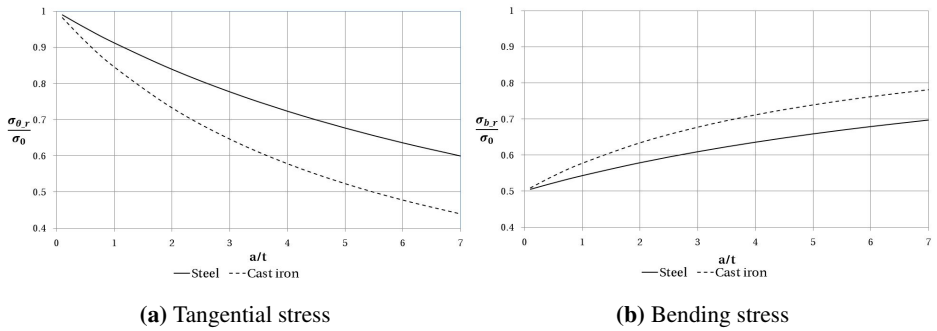 1
0.9
0.8
0.7
0.6
0.5
0.4
σθ_r
σ0
0 1 2 3 4 5 6 7
a/t
Steel Cast iron
(a) Tangential stress
1
0.9
0.8
0.7
0.6
0.5
0.4
σb_r
σ0
0 1 2 3 4 5 6 7
a/t
Steel Cast iron
(b) Bending stress